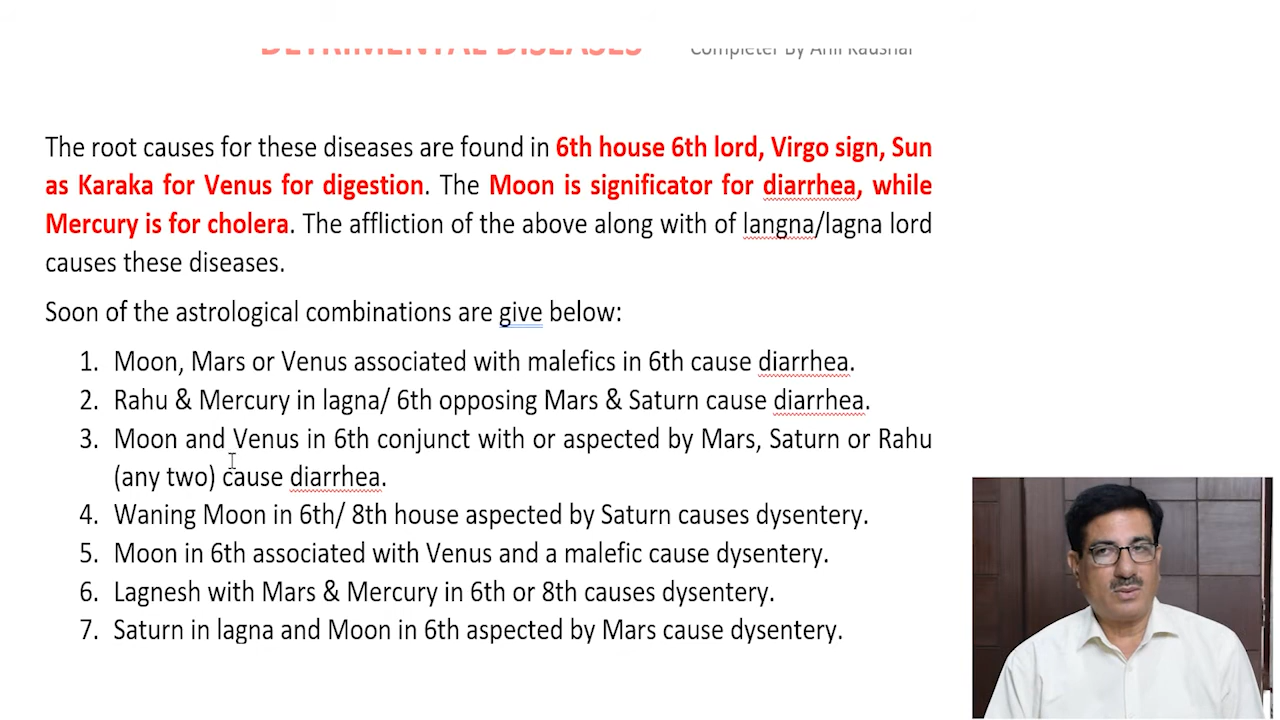 DETRIMENTAL DISEASES Completer By Anil Kaushal
The root causes for these diseases are found in 6th house 6th lord, Virgo sign, Sun
as Karaka for Venus for digestion. The Moon is significator for diarrhea, while
Mercury is for cholera. The affliction of the above along with of langna/lagna lord
causes these diseases.
Soon of the astrological combinations are give below:
1. Moon, Mars or Venus associated with malefics in 6th cause diarrhea.
2. Rahu & Mercury in lagna/ 6th opposing Mars & Saturn cause diarrhea.
3. Moon and Venus in 6th conjunct with or aspected by Mars, Saturn or Rahu
(any two) cause diarrhea.
4. Waning Moon in 6th/ 8th house aspected by Saturn causes dysentery.
5. Moon in 6th associated with Venus and a malefic cause dysentery.
6. Lagnesh with Mars & Mercury in 6th or 8th causes dysentery.
7. Saturn in lagna and Moon in 6th aspected by Mars cause dysentery.